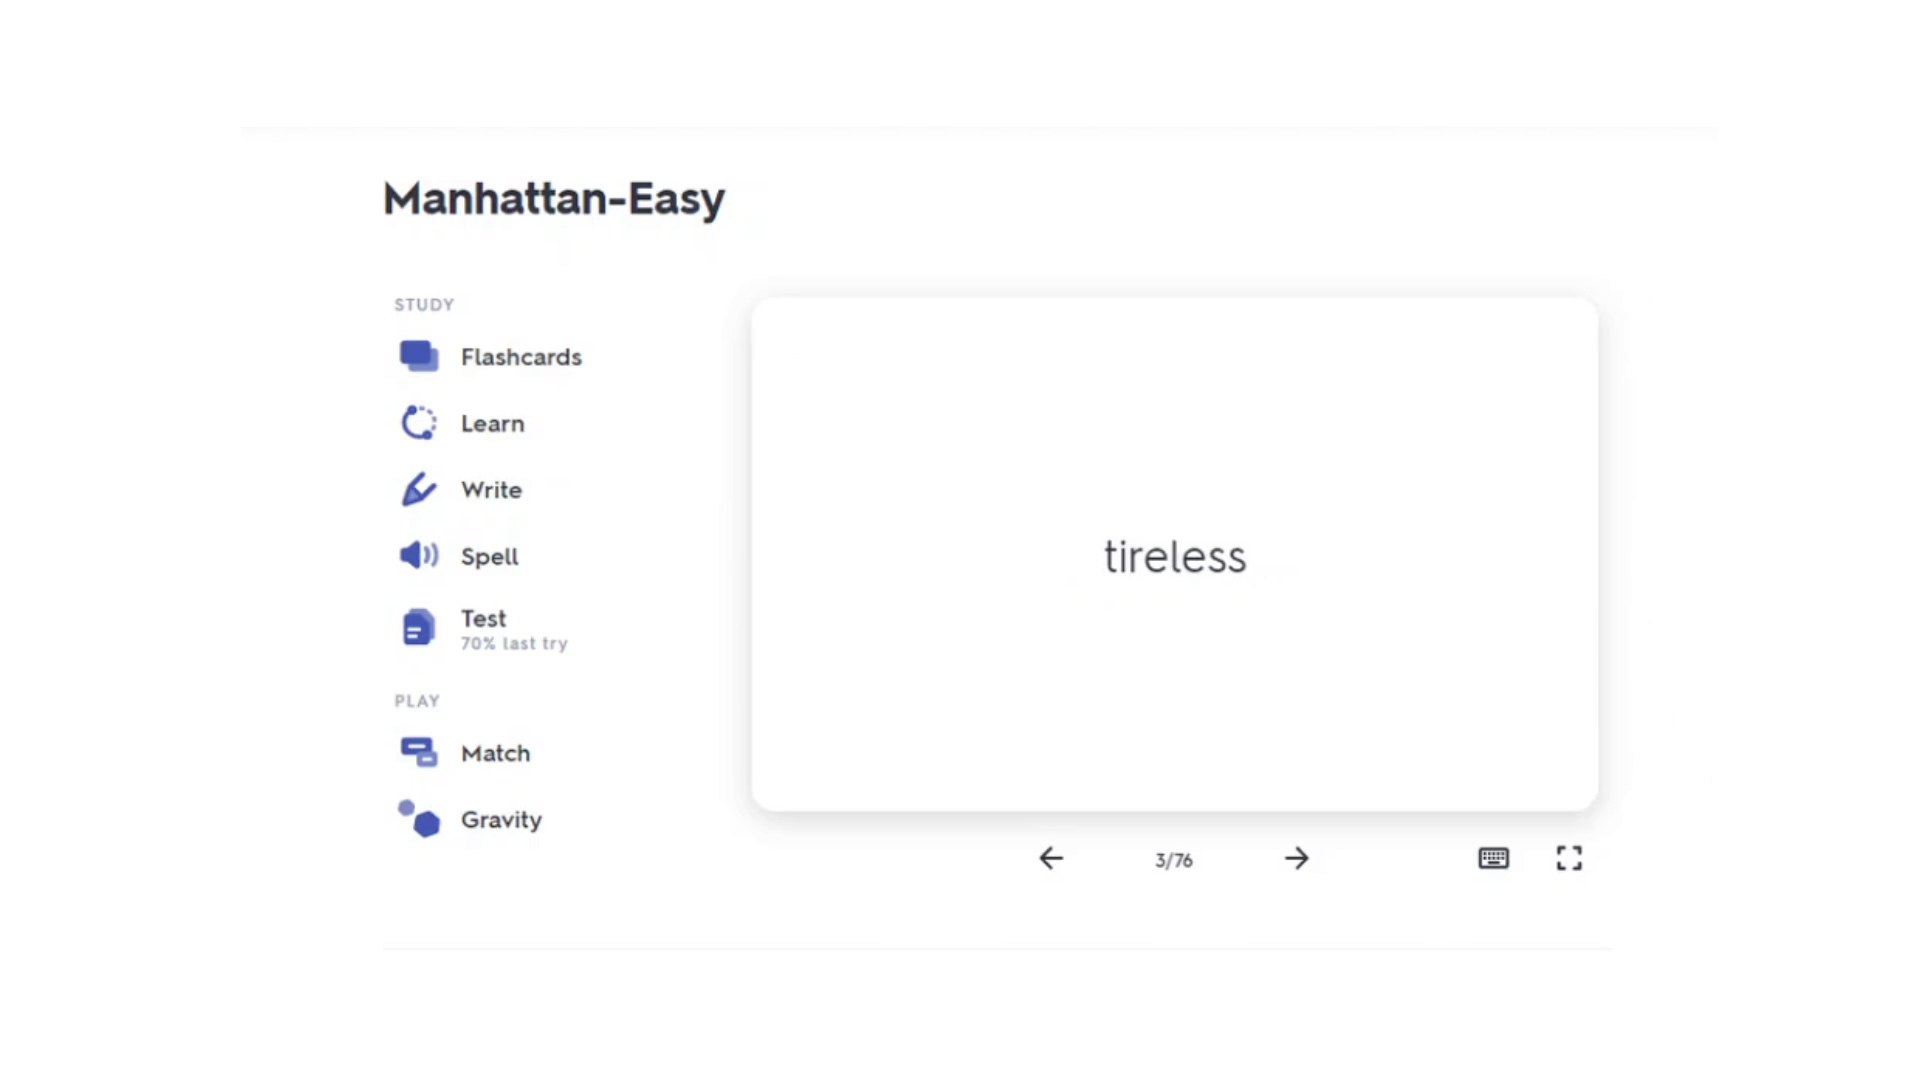 Manhattan-Easy
STUDY
Flashcards
Learn
Write
Spell
Test
70% last try
PLAY
Match
Gravity
tireless
3/76